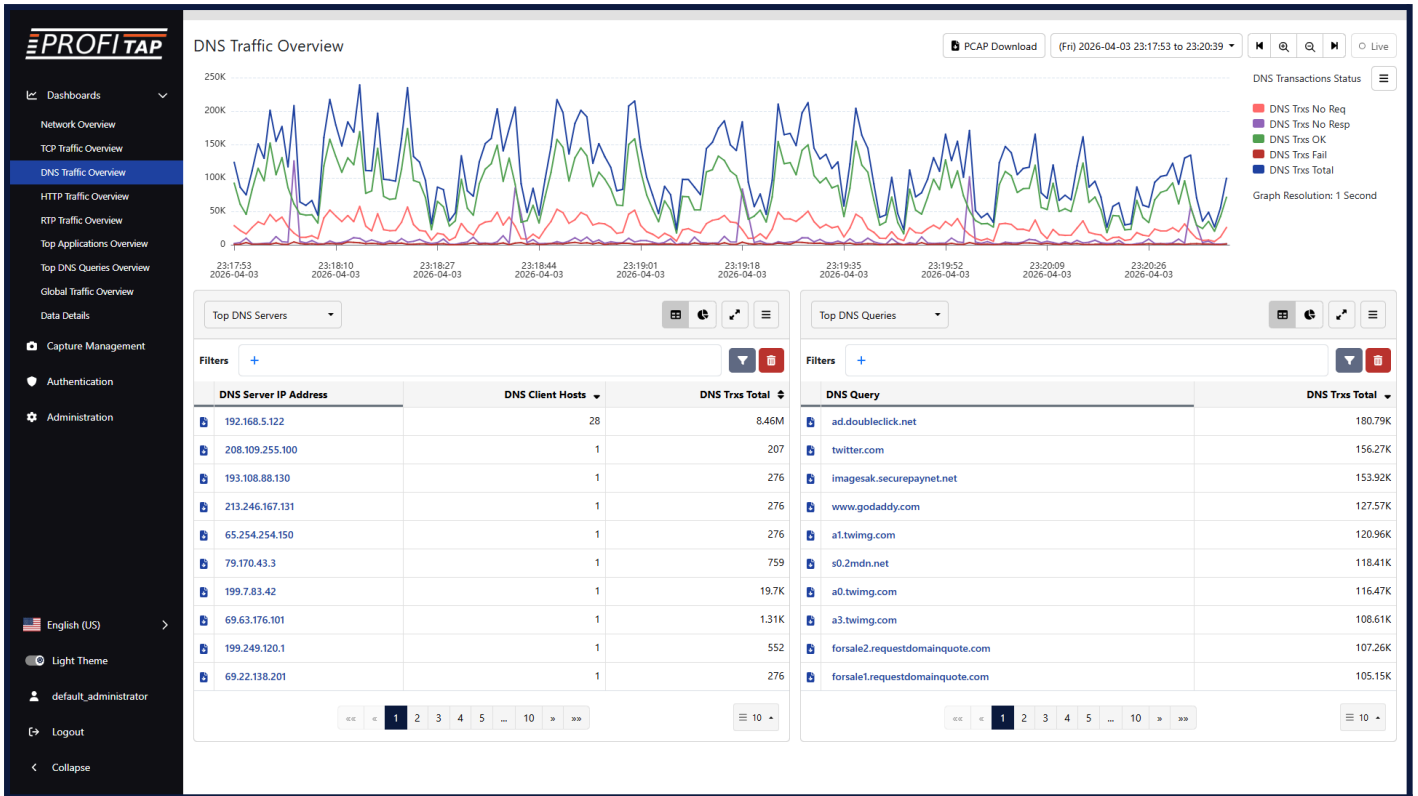 PROFITAP
Dashboards
Network Overview
TCP Traffic Overview
DNS Traffic Overview
HTTP Traffic Overview
RTP Traffic Overview
Top Applications Overview
Top DNS Queries Overview
Global Traffic Overview
Data Details
Capture Management
Authentication
Administration
English (US)
Light Theme
default_administrator
Logout
Collapse
DNS Traffic Overview
PCAP Download
(Fri) 2026-04-03 23:17:53 to 23:20:39
Live
250K
200K
150K
100K
50K
0
23:17:53 23:18:10 23:18:27 23:18:44 23:19:01 23:19:18 23:19:35 23:19:52 23:20:09 23:20:26
2026-04-03 2026-04-03 2026-04-03 2026-04-03 2026-04-03 2026-04-03 2026-04-03 2026-04-03 2026-04-03 2026-04-03
DNS Transactions Status
DNS Trxs No Req
DNS Trxs No Resp
DNS Trxs OK
DNS Trxs Fail
DNS Trxs Total
Graph Resolution: 1 Second
Top DNS Servers
Filters +
DNS Server IP Address DNS Client Hosts DNS Trxs Total
192.168.5.122 28 8.46M
208.109.255.100 1 207
193.108.88.130 1 276
213.246.167.131 1 276
65.254.254.150 1 276
79.170.43.3 1 759
199.7.83.42 1 19.7K
69.63.176.101 1 1.31K
199.249.120.1 1 552
69.22.138.201 1 276
«« « 1 2 3 4 5 ... 10 » »» 10
Top DNS Queries
Filters +
DNS Query DNS Trxs Total
ad.doubleclick.net 180.79K
twitter.com 156.27K
imagesak.securepaynet.net 153.92K
www.godaddy.com 127.57K
a1.twimg.com 120.96K
s0.2mdn.net 118.41K
a0.twimg.com 116.47K
a3.twimg.com 108.61K
forsale2.requestdomainquote.com 107.26K
forsale1.requestdomainquote.com 105.15K
«« « 1 2 3 4 5 ... 10 » »» 10